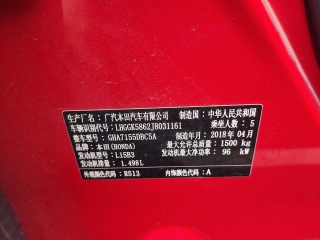 生产厂名：广汽本田汽车有限公司 制造国：中华人民共和国
车辆识别代号：LHGGK5862J8031161 乘坐人数：5
整车型号：GHA7155DBC5A 制造年月：2018年04月
品牌：本田(HONDA) 最大允许总质量：1500 kg
发动机型号：L15B3 发动机最大净功率：96 kW
发动机排量：1.498L
外观颜色代码：R513 内饰颜色代码：A